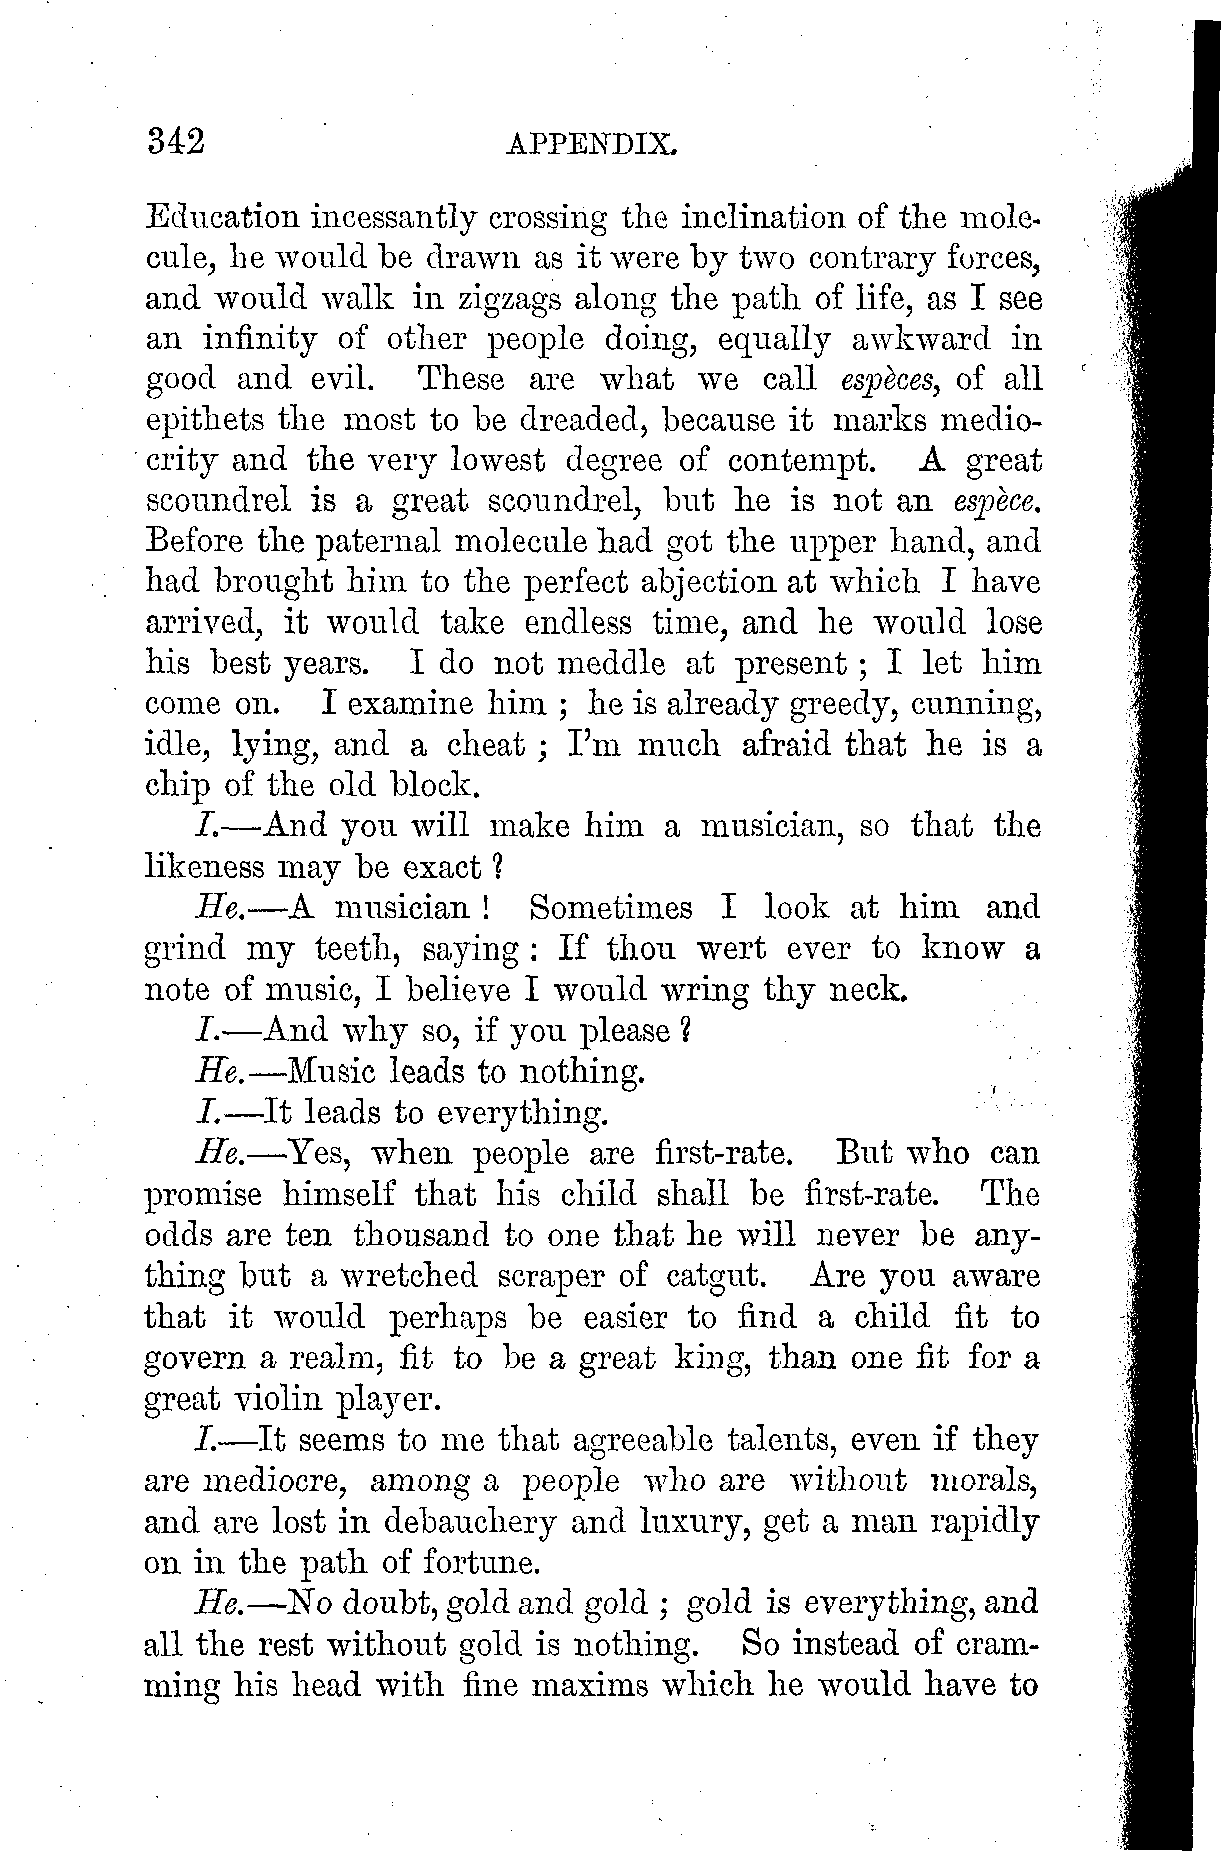 342 APPENDIX.
Education incessantly crossing the inclination of the mole-
cule, he would be drawn as it were by two contrary forces,
and would walk in zigzags along the path of life, as I see
an infinity of other people doing, equally awkward in
good and evil. These are what we call espèces, of all
epithets the most to be dreaded, because it marks medio-
crity and the very lowest degree of contempt. A great
scoundrel is a great scoundrel, but he is not an espèce.
Before the paternal molecule had got the upper hand, and
had brought him to the perfect abjection at which I have
arrived, it would take endless time, and he would lose
his best years. I do not meddle at present ; I let him
come on. I examine him ; he is already greedy, cunning,
idle, lying, and a cheat ; I'm much afraid that he is a
chip of the old block.
I.—And you will make him a musician, so that the
likeness may be exact ?
He.—A musician ! Sometimes I look at him and
grind my teeth, saying : If thou wert ever to know a
note of music, I believe I would wring thy neck.
I.—And why so, if you please ?
He.—Music leads to nothing.
I.—It leads to everything.
He.—Yes, when people are first-rate. But who can
promise himself that his child shall be first-rate. The
odds are ten thousand to one that he will never be any-
thing but a wretched scraper of catgut. Are you aware
that it would perhaps be easier to find a child fit to
govern a realm, fit to be a great king, than one fit for a
great violin player.
I.—It seems to me that agreeable talents, even if they
are mediocre, among a people who are without morals,
and are lost in debauchery and luxury, get a man rapidly
on in the path of fortune.
He.—No doubt, gold and gold ; gold is everything, and
all the rest without gold is nothing. So instead of cram-
ming his head with fine maxims which he would have to